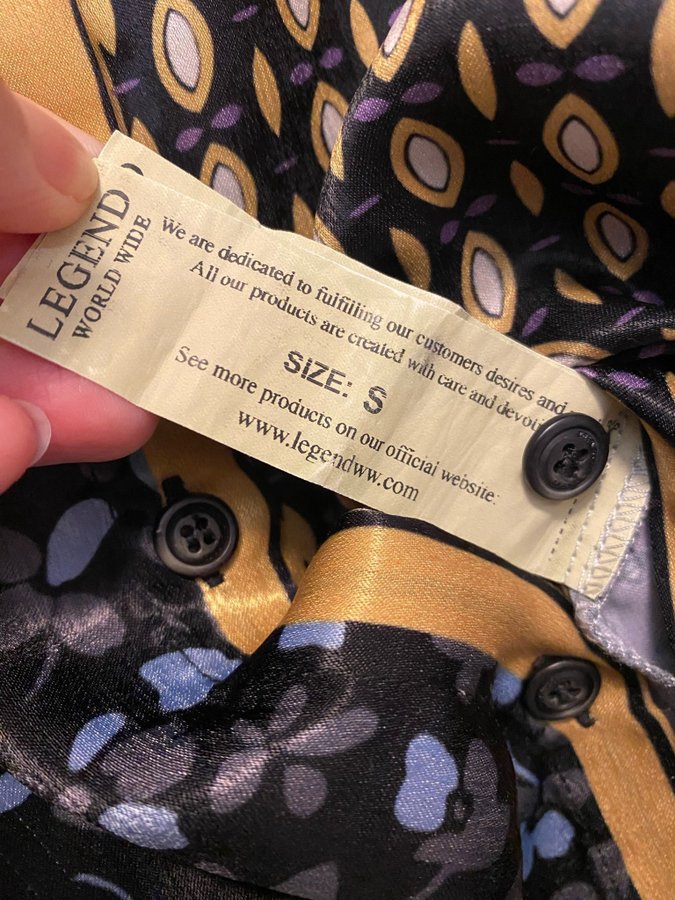 LEGEND
WORLD WIDE
We are dedicated to fulfilling our customers desires and
All our products are created with care and
SIZE: S
See more products on our official website:
www.legendww.com